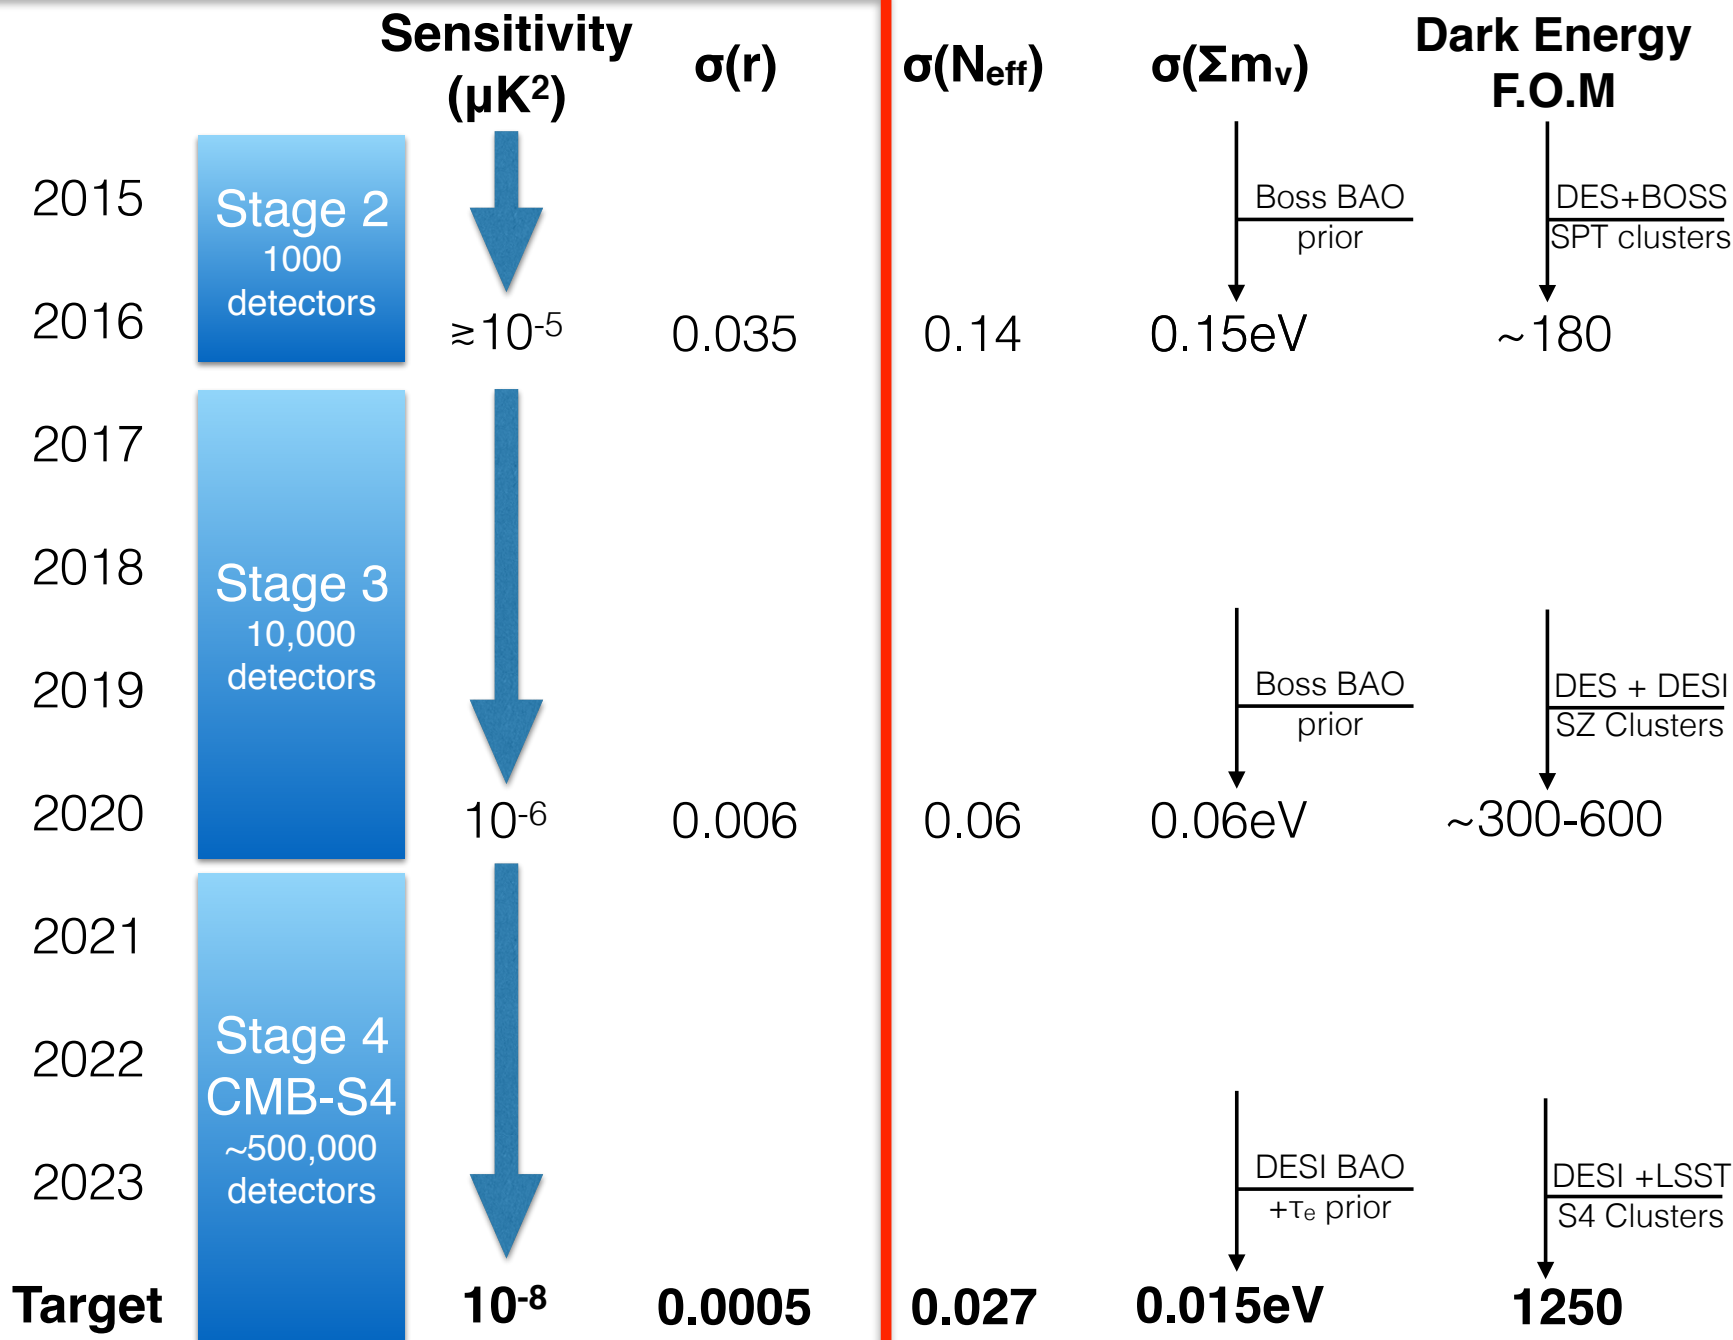 Sensitivity
(μK²)
σ(r)
σ(Neff)
σ(Σmν)
Dark Energy
F.O.M
2015
Stage 2
1000
detectors
Boss BAO
prior
DES+BOSS
SPT clusters
2016
≳10⁻⁵
0.035
0.14
0.15eV
~180
2017
2018
Stage 3
10,000
detectors
2019
Boss BAO
prior
DES + DESI
SZ Clusters
2020
10⁻⁶
0.006
0.06
0.06eV
~300-600
2021
2022
Stage 4
CMB-S4
~500,000
detectors
2023
DESI BAO
+τe prior
DESI +LSST
S4 Clusters
Target
10⁻⁸
0.0005
0.027
0.015eV
1250